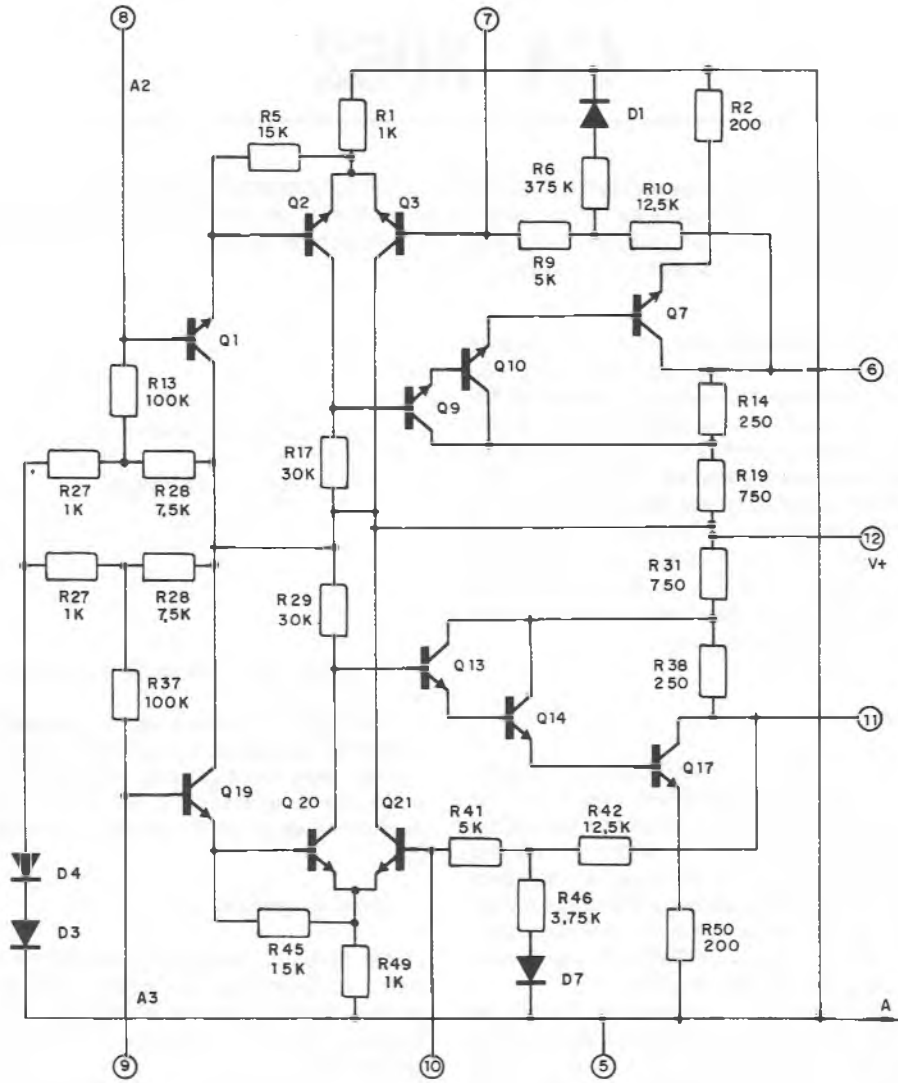 8
7
A2
R5
15K
R1
1K
D1
R2
200
R6
375 K
R10
12,5K
Q2
Q3
R9
5K
Q1
Q7
Q10
6
R13
100K
Q9
R14
250
R17
30K
R19
750
R27
1K
R28
7,5K
12
V+
R31
750
R27
1K
R28
7,5K
R29
30K
Q13
R38
250
R37
100K
Q14
11
Q17
Q19
Q20
Q21
R41
5K
R42
12,5K
D4
R46
3,75K
D3
R45
15K
R49
1K
R50
200
D7
A3
A
9
10
5